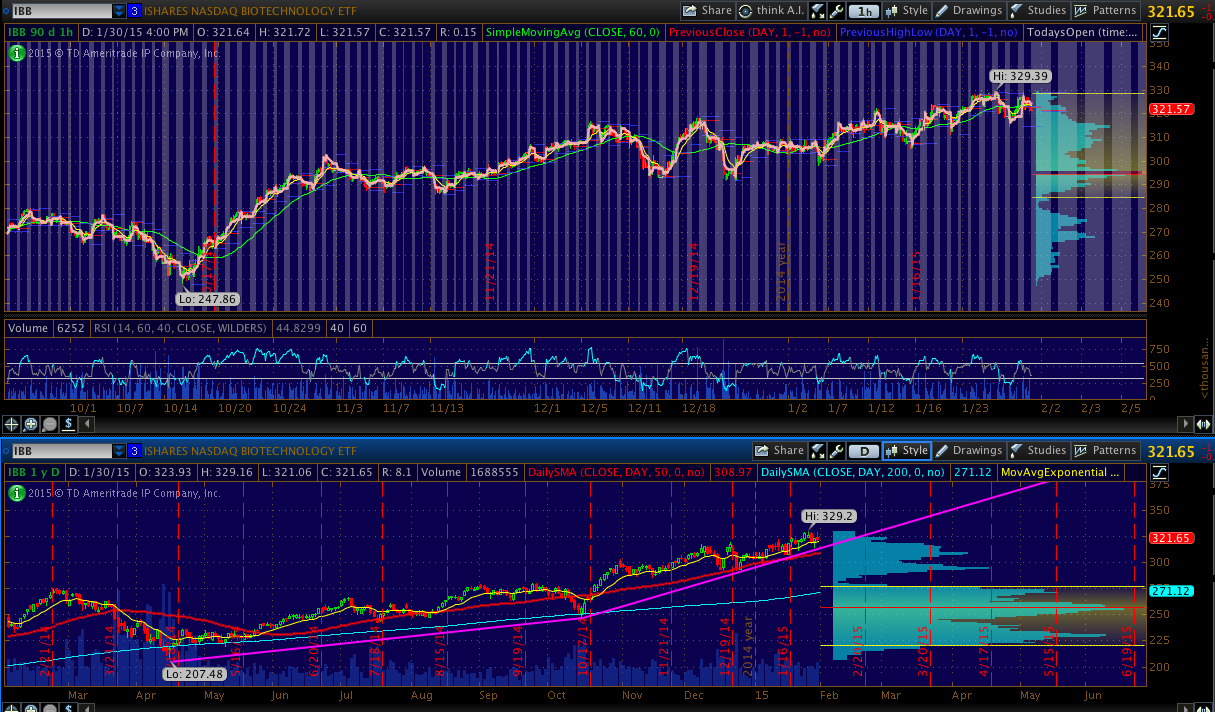 IBB 3 ISHARES NASDAQ BIOTECHNOLOGY ETF Share think A.I. 1h Style Drawings Studies Patterns 321.65
IBB 90 d 1h D: 1/30/15 4:00 PM O: 321.64 H: 321.72 L: 321.57 C: 321.57 R: 0.15 SimpleMovingAvg (CLOSE, 60, 0) PreviousClose (DAY, 1, -1, no) PreviousHighLow (DAY, 1, -1, no) TodaysOpen (time:...
2015 © TD Ameritrade IP Company, Inc.
350
340
Hi: 329.39
330
321.57
310
300
290
280
270
260
250
240
11/21/14
12/19/14
2014 year
1/16/15
Lo: 247.86
Volume 6252 RSI (14, 60, 40, CLOSE, WILDERS) 44.8299 40 60
750
500
250
0
<thousan...
10/1 10/7 10/14 10/20 10/24 11/3 11/7 11/13 12/1 12/5 12/11 12/18 1/2 1/7 1/12 1/16 1/23 2/2 2/3 2/5
$
IBB 3 ISHARES NASDAQ BIOTECHNOLOGY ETF Share D Style Drawings Studies Patterns 321.65
IBB 1 y D D: 1/30/15 O: 323.93 H: 329.16 L: 321.06 C: 321.65 R: 8.1 Volume 1688555 DailySMA (CLOSE, DAY, 50, 0, no) 308.97 DailySMA (CLOSE, DAY, 200, 0, no) 271.12 MovAvgExponential ...
2015 © TD Ameritrade IP Company, Inc.
375
350
Hi: 329.2
321.65
300
275
271.12
250
225
200
2/21/14
3/21/14
5/16/14
6/20/14
7/18/14
8/15/14
9/19/14
10/17/14
11/21/14
12/19/14
2014 year
1/16/15
2/20/15
3/20/15
4/17/15
5/15/15
6/19/15
Lo: 207.48
Mar Apr May Jun Jul Aug Sep Oct Nov Dec 15 Feb Mar Apr May Jun
$